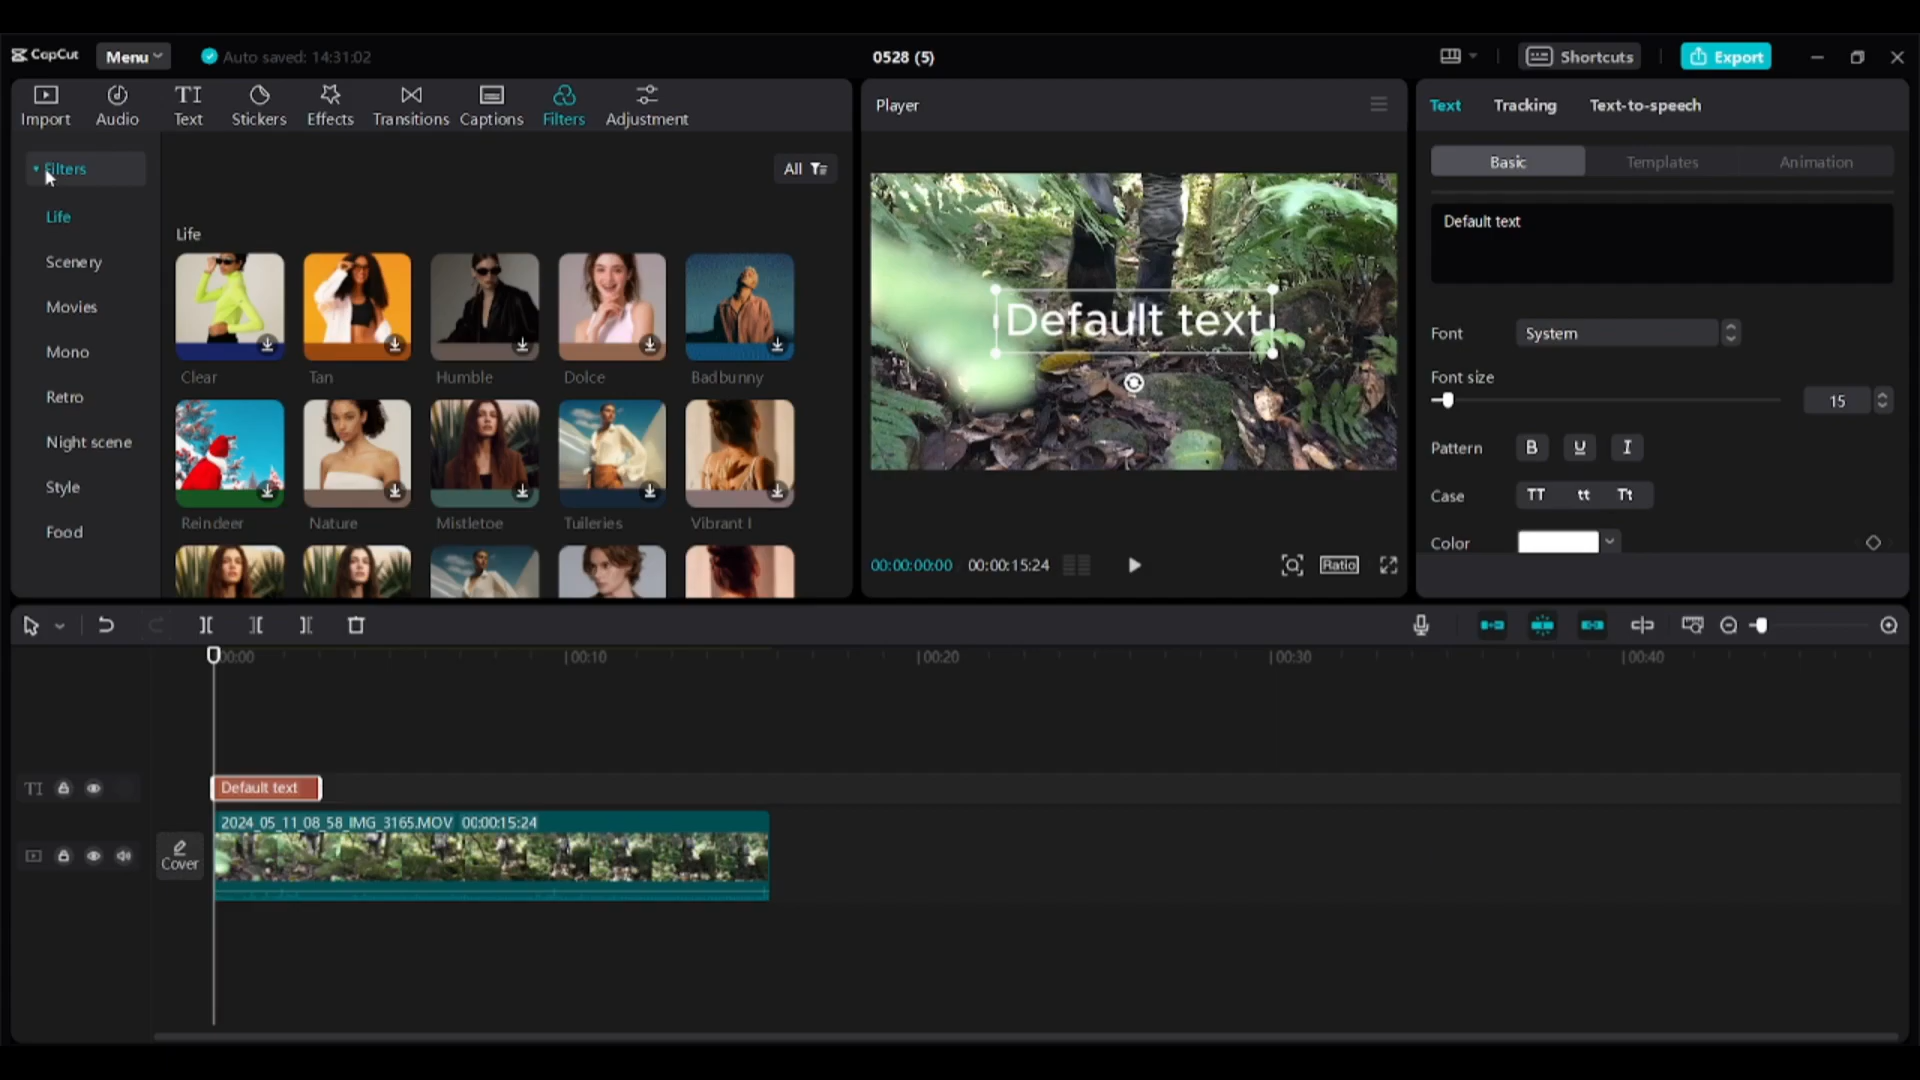 CapCut
Menu
Auto saved: 14:31:02
0528 (5)
Shortcuts
Export
Import
Audio
TI
Text
Stickers
Effects
Transitions
Captions
Filters
Adjustment
Filters
Life
Scenery
Movies
Mono
Retro
Night scene
Style
Food
All
Life
Clear
Tan
Humble
Dolce
Badbunny
Reindeer
Nature
Mistletoe
Tuileries
Vibrant I
Player
Default text
00:00:00:00
00:00:15:24
Ratio
Text
Tracking
Text-to-speech
Basic
Templates
Animation
Default text
Font
System
Font size
15
Pattern
B
U
I
Case
TT
tt
Tt
Color
00:00
00:10
00:20
00:30
00:40
TI
Default text
2024_05_11_08_58_IMG_3165.MOV 00:00:15:24
Cover